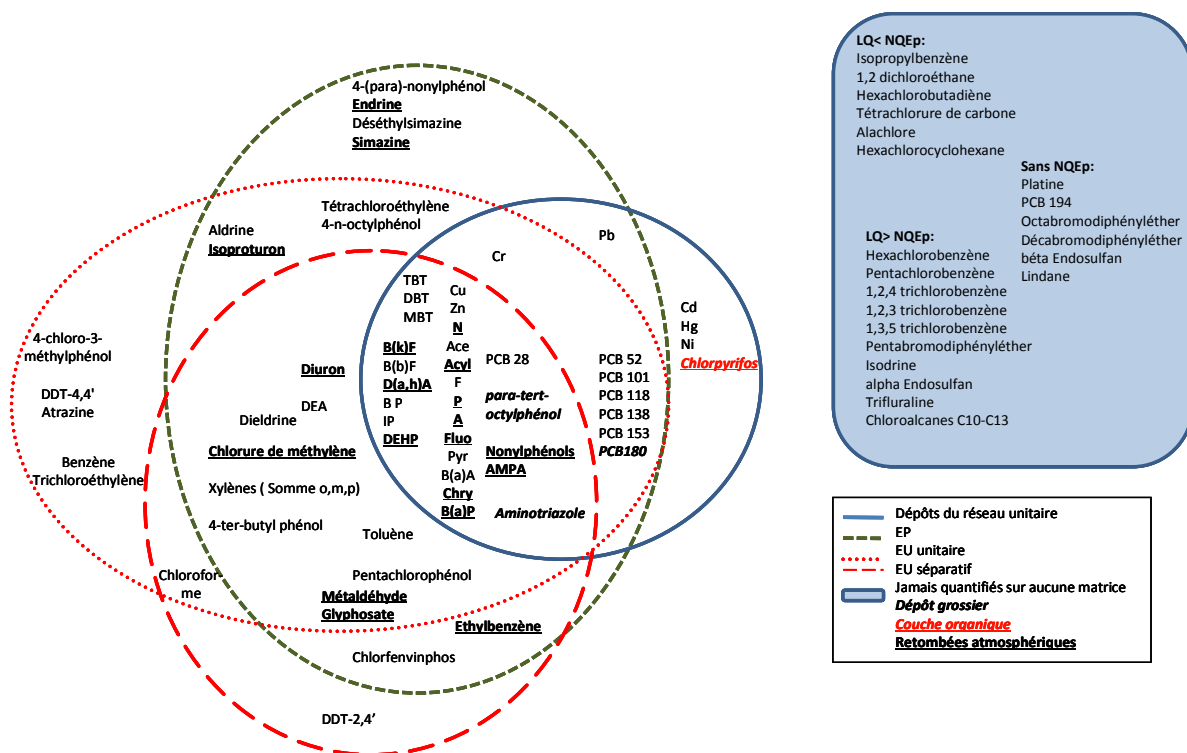 4-(para)-nonylphénol
Endrine
Déséthylsimazine
Simazine
Tétrachloroéthylène
4-n-octylphénol
Aldrine
Isoproturon
Pb
Cr
TBT
DBT
MBT
Cu
Zn
N
Ace
Acyl
F
P
A
Fluo
Pyr
B(a)A
Chry
B(a)P
B(k)F
B(b)F
D(a,h)A
B P
IP
DEHP
PCB 28
para-tert-
octylphénol
Nonylphénols
AMPA
Aminotriazole
PCB 52
PCB 101
PCB 118
PCB 138
PCB 153
PCB180
Cd
Hg
Ni
Chlorpyrifos
4-chloro-3-
méthylphénol
DDT-4,4'
Atrazine
Benzène
Trichloroéthylène
Diuron
DEA
Dieldrine
Chlorure de méthylène
Xylènes ( Somme o,m,p)
4-ter-butyl phénol
Toluène
Chlorofor-
me
Pentachlorophénol
Métaldéhyde
Glyphosate
Ethylbenzène
Chlorfenvinphos
DDT-2,4’
LQ< NQEp:
Isopropylbenzène
1,2 dichloroéthane
Hexachlorobutadiène
Tétrachlorure de carbone
Alachlore
Hexachlorocyclohexane
Sans NQEp:
Platine
PCB 194
Octabromodiphényléther
Décabromodiphényléther
béta Endosulfan
Lindane
LQ> NQEp:
Hexachlorobenzène
Pentachlorobenzène
1,2,4 trichlorobenzène
1,2,3 trichlorobenzène
1,3,5 trichlorobenzène
Pentabromodiphényléther
Isodrine
alpha Endosulfan
Trifluraline
Chloroalcanes C10-C13
Dépôts du réseau unitaire
EP
EU unitaire
EU séparatif
Jamais quantifiés sur aucune matrice
Dépôt grossier
Couche organique
Retombées atmosphériques